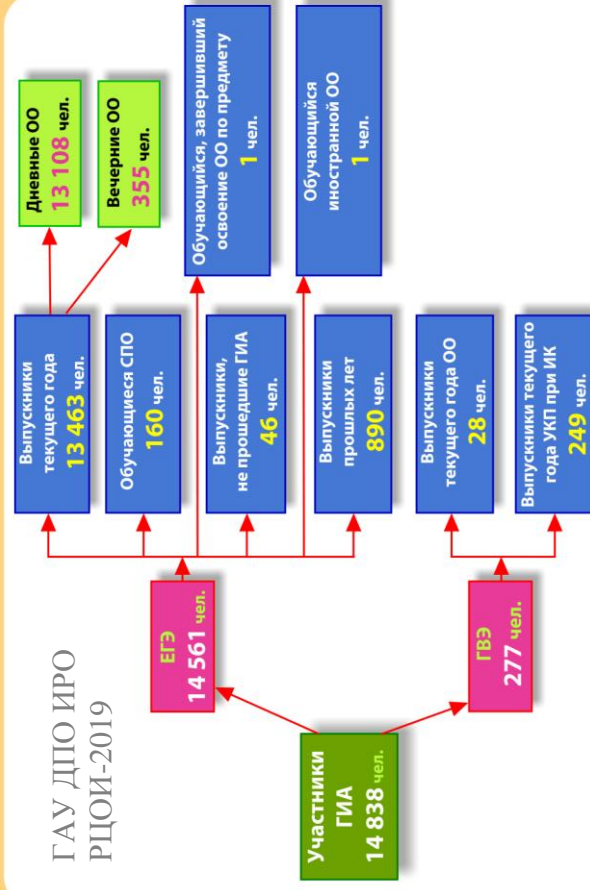 ГАУ ДПО ИРО
РЦОИ-2019
Участники
ГИА
14 838 чел.
ЕГЭ
14 561 чел.
ГВЭ
277 чел.
Выпускники
текущего года
13 463 чел.
Обучающиеся СПО
160 чел.
Выпускники,
не прошедшие ГИА
46 чел.
Выпускники
прошлых лет
890 чел.
Выпускники
текущего года ОО
28 чел.
Выпускники текущего
года УКП при ИК
249 чел.
Дневные ОО
13 108 чел.
Вечерние ОО
355 чел.
Обучающийся, завершивший
освоение ОО по предмету
1 чел.
Обучающийся
иностранной ОО
1 чел.